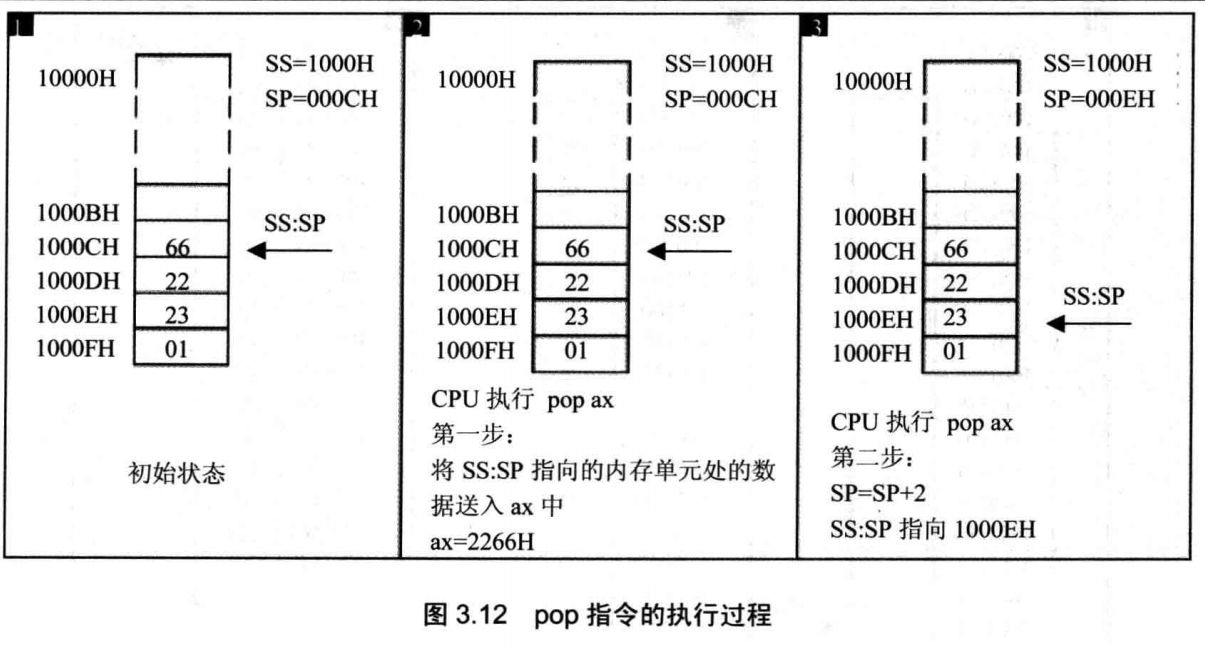 1
10000H
SS=1000H
SP=000CH
1000BH
1000CH 66
SS:SP
1000DH 22
1000EH 23
1000FH 01
初始状态
2
10000H
SS=1000H
SP=000CH
1000BH
1000CH 66
SS:SP
1000DH 22
1000EH 23
1000FH 01
CPU 执行 pop ax
第一步：
将 SS:SP 指向的内存单元处的数
据送入 ax 中
ax=2266H
3
10000H
SS=1000H
SP=000EH
1000BH
1000CH 66
1000DH 22
SS:SP
1000EH 23
1000FH 01
CPU 执行 pop ax
第二步：
SP=SP+2
SS:SP 指向 1000EH
图 3.12 pop 指令的执行过程